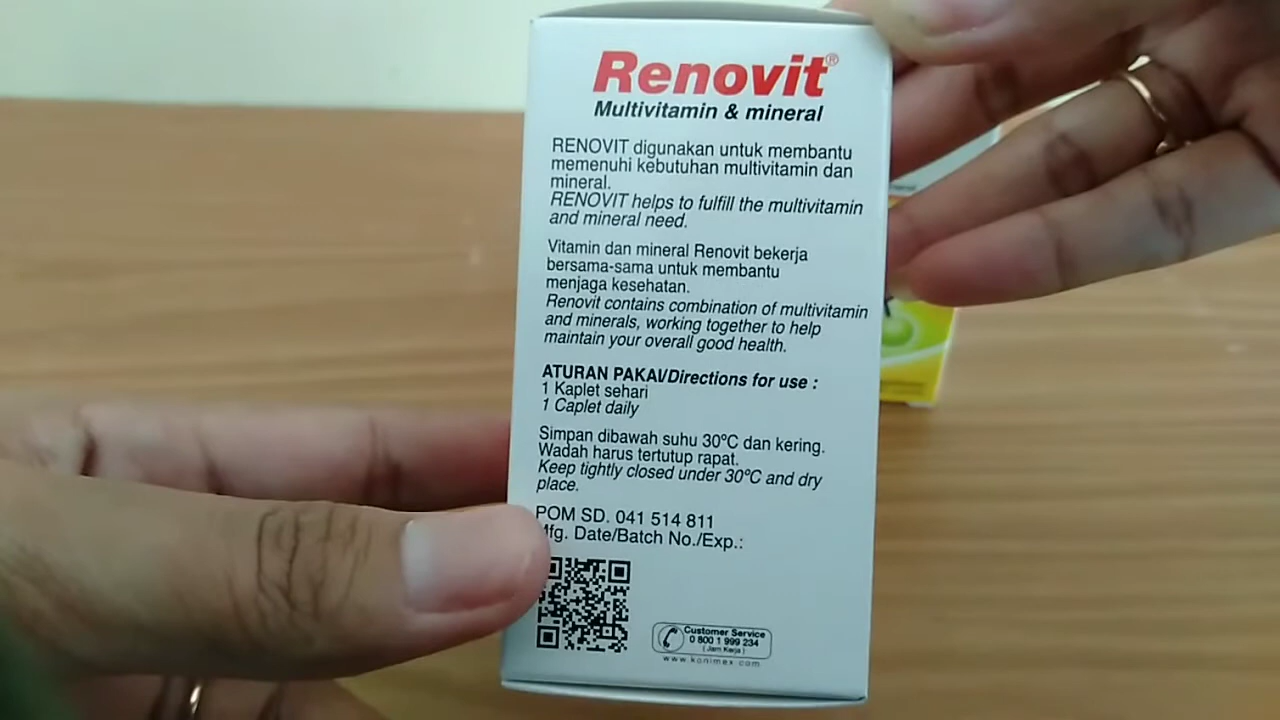 Renovit®
Multivitamin & mineral
RENOVIT digunakan untuk membantu
memenuhi kebutuhan multivitamin dan
mineral.
RENOVIT helps to fulfill the multivitamin
and mineral need.
Vitamin dan mineral Renovit bekerja
bersama-sama untuk membantu
menjaga kesehatan.
Renovit contains combination of multivitamin
and minerals, working together to help
maintain your overall good health.
ATURAN PAKAI/Directions for use :
1 Kaplet sehari
1 Caplet daily
Simpan dibawah suhu 30ºC dan kering.
Wadah harus tertutup rapat.
Keep tightly closed under 30ºC and dry
place.
POM SD. 041 514 811
Mfg. Date/Batch No./Exp.:
Customer Service
0 800 1 999 234
( Jam Kerja )
www.konimex.com